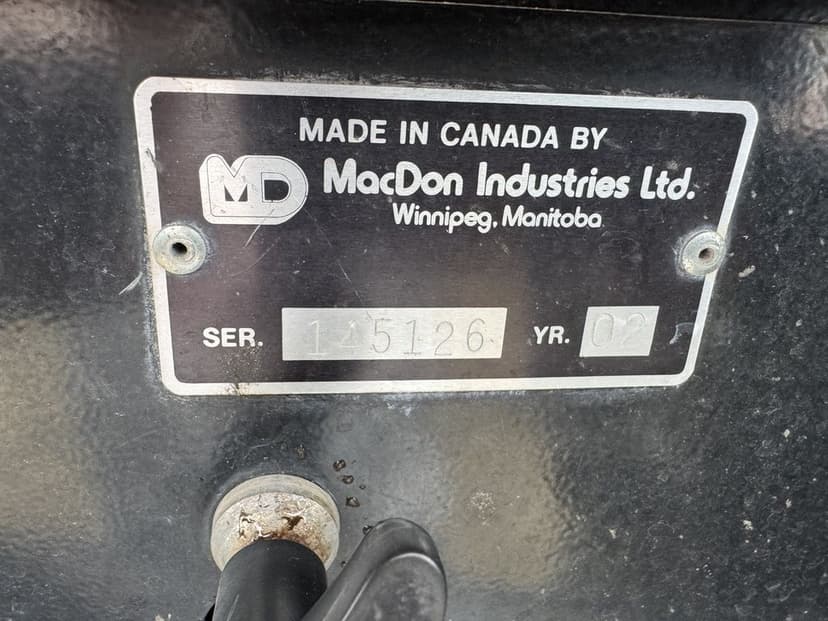 MADE IN CANADA BY
MD MacDon Industries Ltd.
Winnipeg, Manitoba
SER. 145126 YR. 02